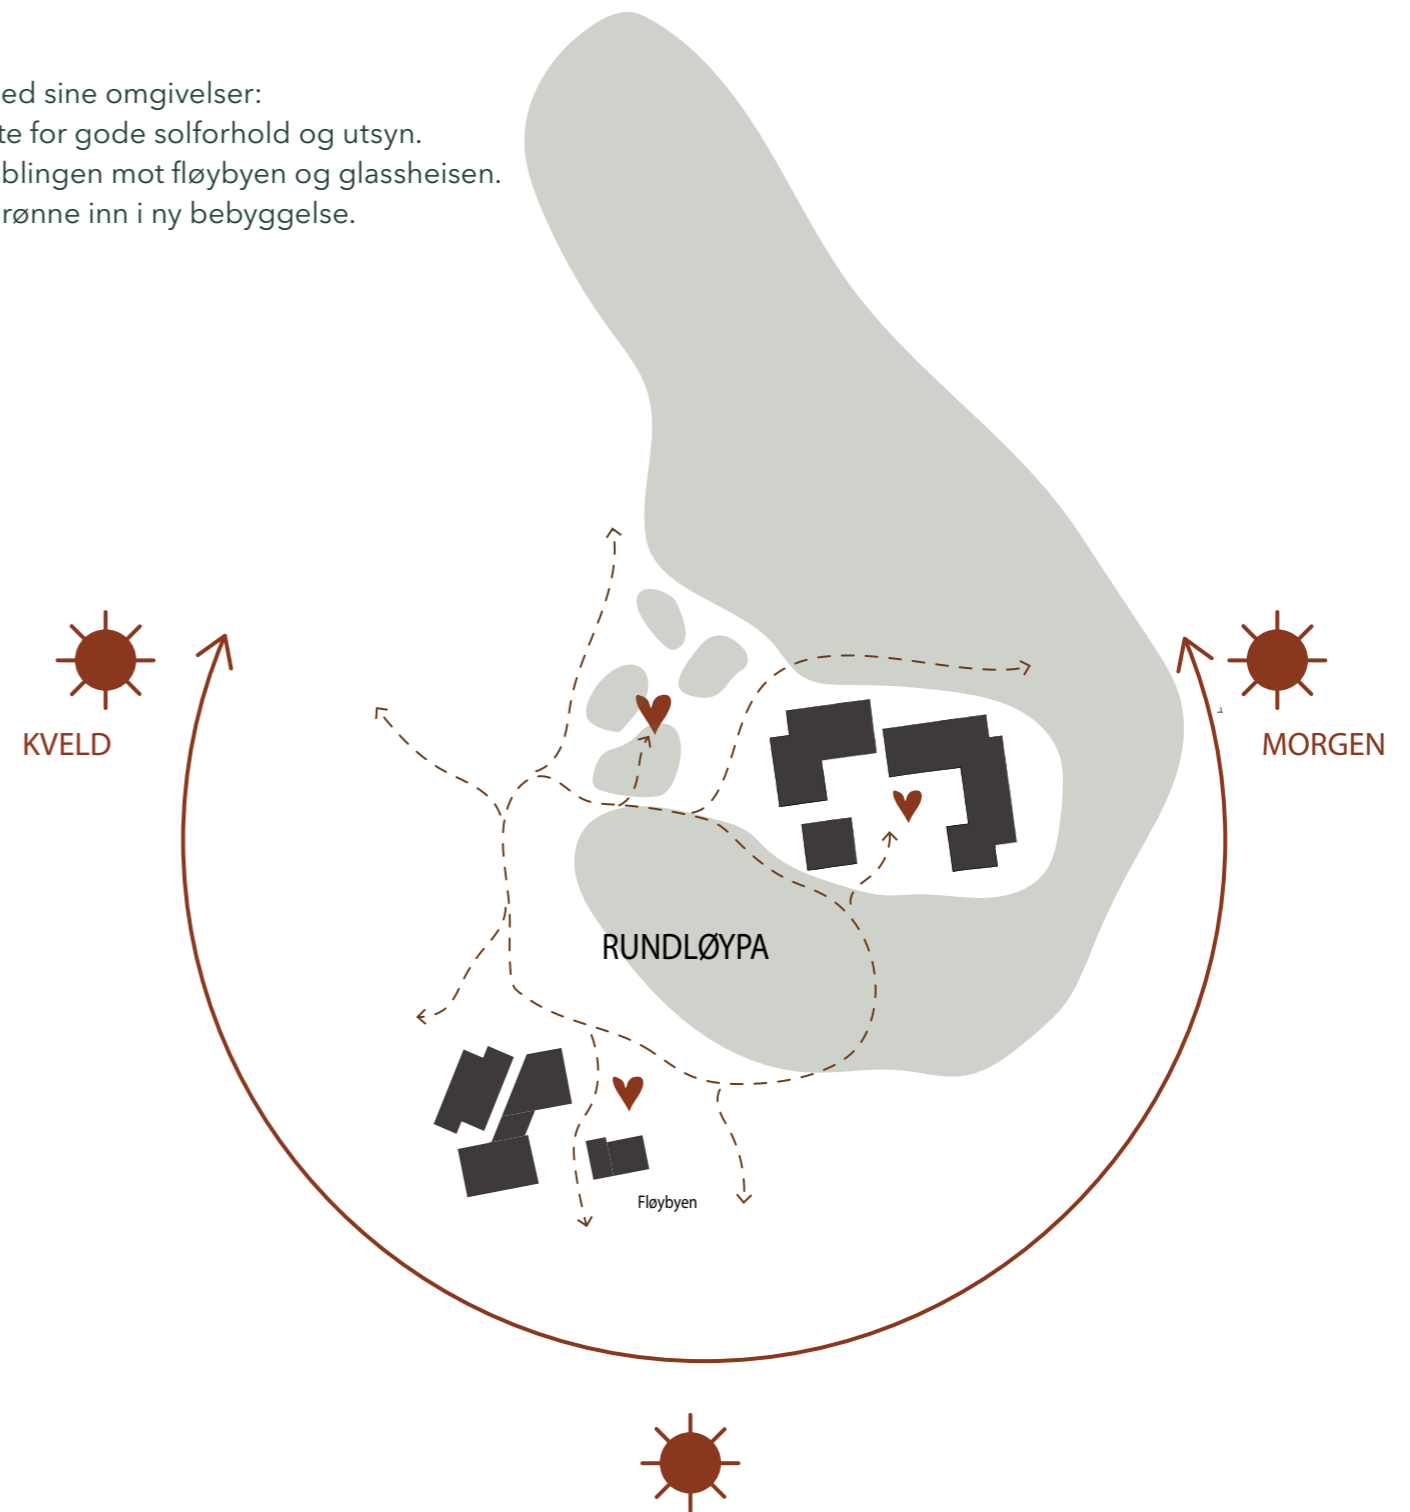 ed sine omgivelser:
te for gode solforhold og utsyn.
blingen mot fløybyen og glassheisen.
rønne inn i ny bebyggelse.
KVELD
MORGEN
RUNDLØYPA
Fløybyen